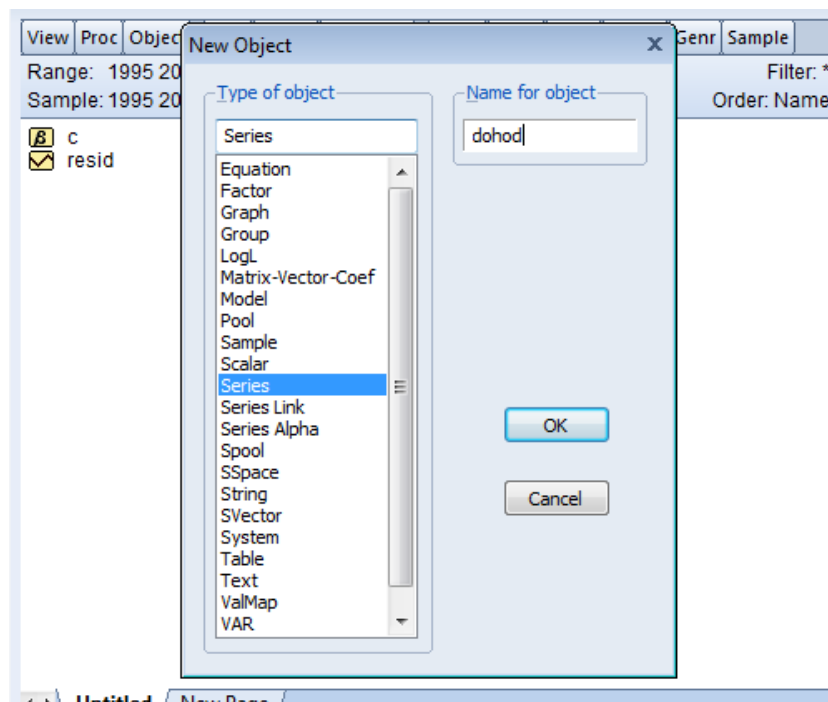 View Proc Object Genr Sample
New Object x
Range: 1995 20 Filter: *
Sample: 1995 20 Order: Name
β c
resid
Type of object
Series
Equation
Factor
Graph
Group
LogL
Matrix-Vector-Coef
Model
Pool
Sample
Scalar
Series
Series Link
Series Alpha
Spool
SSpace
String
SVector
System
Table
Text
ValMap
VAR
Name for object
dohod
OK
Cancel
Untitled New Page